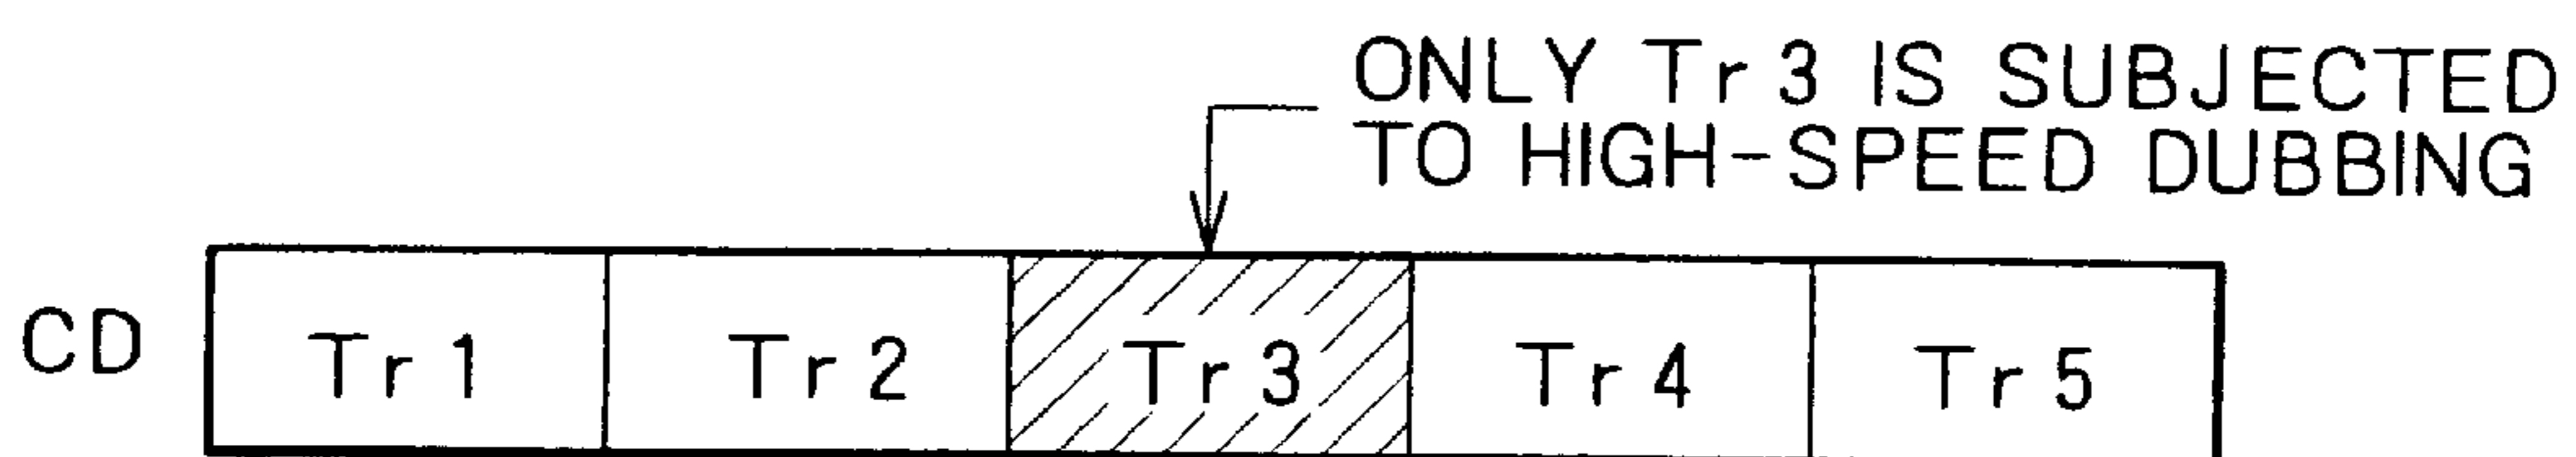 ONLY Tr 3 IS SUBJECTED
TO HIGH-SPEED DUBBING
CD Tr 1 Tr 2 Tr 3 Tr 4 Tr 5